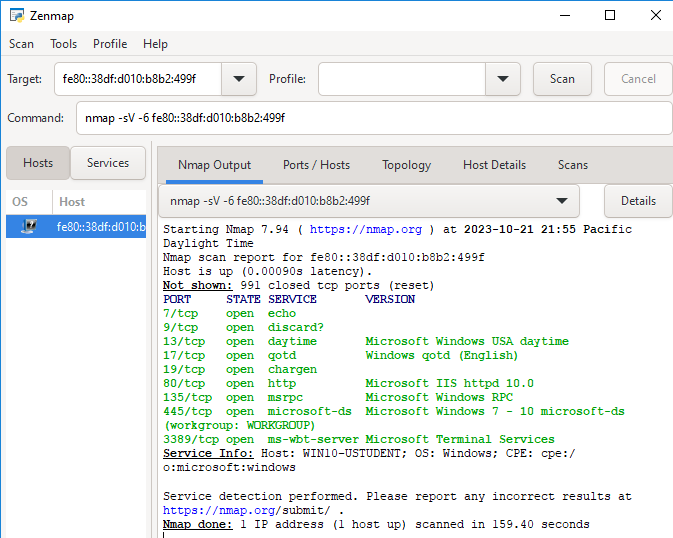 Zenmap
Scan Tools Profile Help
Target: fe80::38df:d010:b8b2:499f Profile: Scan Cancel
Command: nmap -sV -6 fe80::38df:d010:b8b2:499f
Hosts Services Nmap Output Ports / Hosts Topology Host Details Scans
OS Host nmap -sV -6 fe80::38df:d010:b8b2:499f Details
fe80::38df:d010:b
Starting Nmap 7.94 ( https://nmap.org ) at 2023-10-21 21:55 Pacific
Daylight Time
Nmap scan report for fe80::38df:d010:b8b2:499f
Host is up (0.00090s latency).
Not shown: 991 closed tcp ports (reset)
PORT STATE SERVICE VERSION
7/tcp open echo
9/tcp open discard?
13/tcp open daytime Microsoft Windows USA daytime
17/tcp open qotd Windows qotd (English)
19/tcp open chargen
80/tcp open http Microsoft IIS httpd 10.0
135/tcp open msrpc Microsoft Windows RPC
445/tcp open microsoft-ds Microsoft Windows 7 - 10 microsoft-ds
(workgroup: WORKGROUP)
3389/tcp open ms-wbt-server Microsoft Terminal Services
Service Info: Host: WIN10-USTUDENT; OS: Windows; CPE: cpe:/
o:microsoft:windows
Service detection performed. Please report any incorrect results at
https://nmap.org/submit/ .
Nmap done: 1 IP address (1 host up) scanned in 159.40 seconds